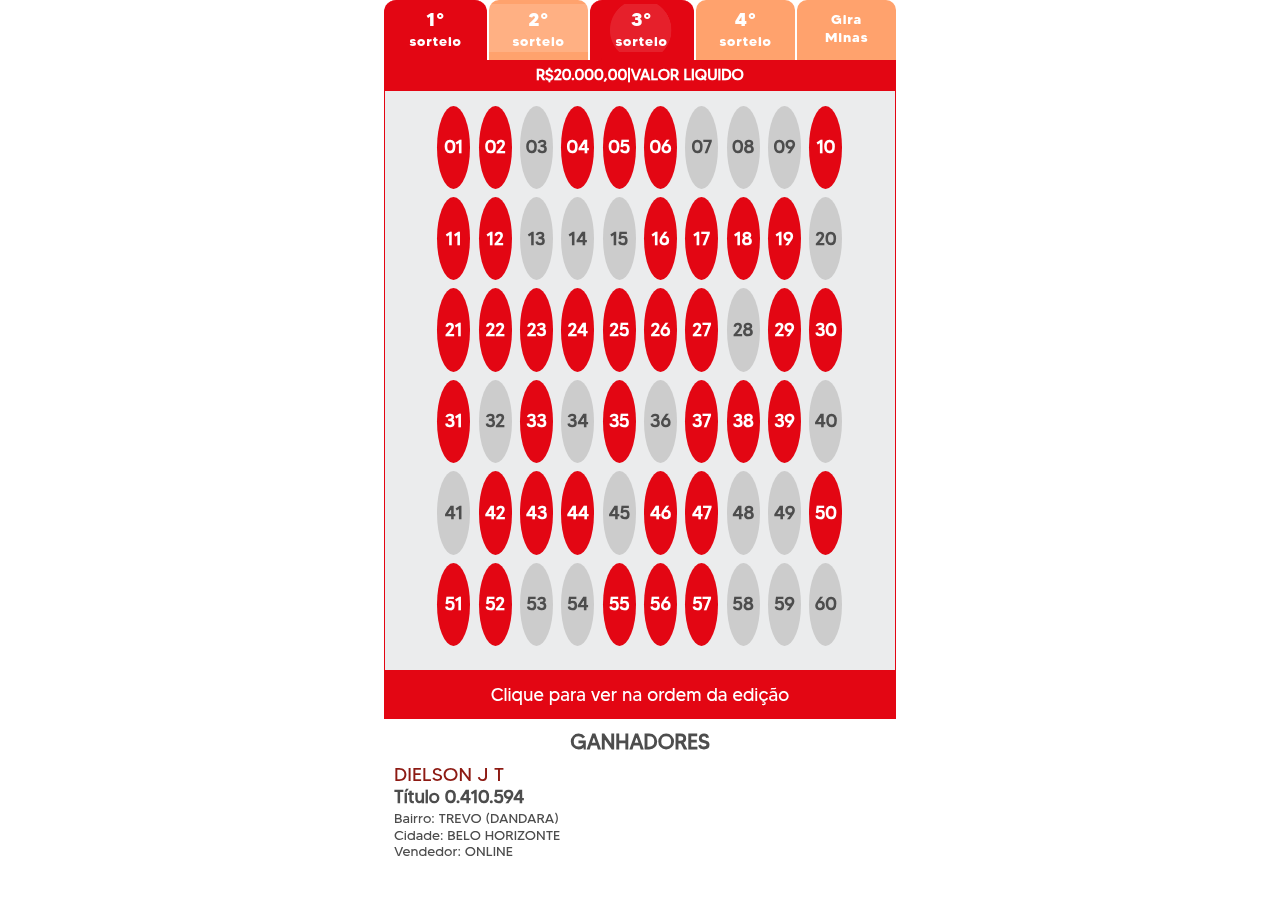 1° sorteio 2° sorteio 3° sorteio 4° sorteio Gira Minas
R$20.000,00|VALOR LIQUIDO
01 02 03 04 05 06 07 08 09 10
11 12 13 14 15 16 17 18 19 20
21 22 23 24 25 26 27 28 29 30
31 32 33 34 35 36 37 38 39 40
41 42 43 44 45 46 47 48 49 50
51 52 53 54 55 56 57 58 59 60
Clique para ver na ordem da edição
GANHADORES
DIELSON J T
Título 0.410.594
Bairro: TREVO (DANDARA)
Cidade: BELO HORIZONTE
Vendedor: ONLINE